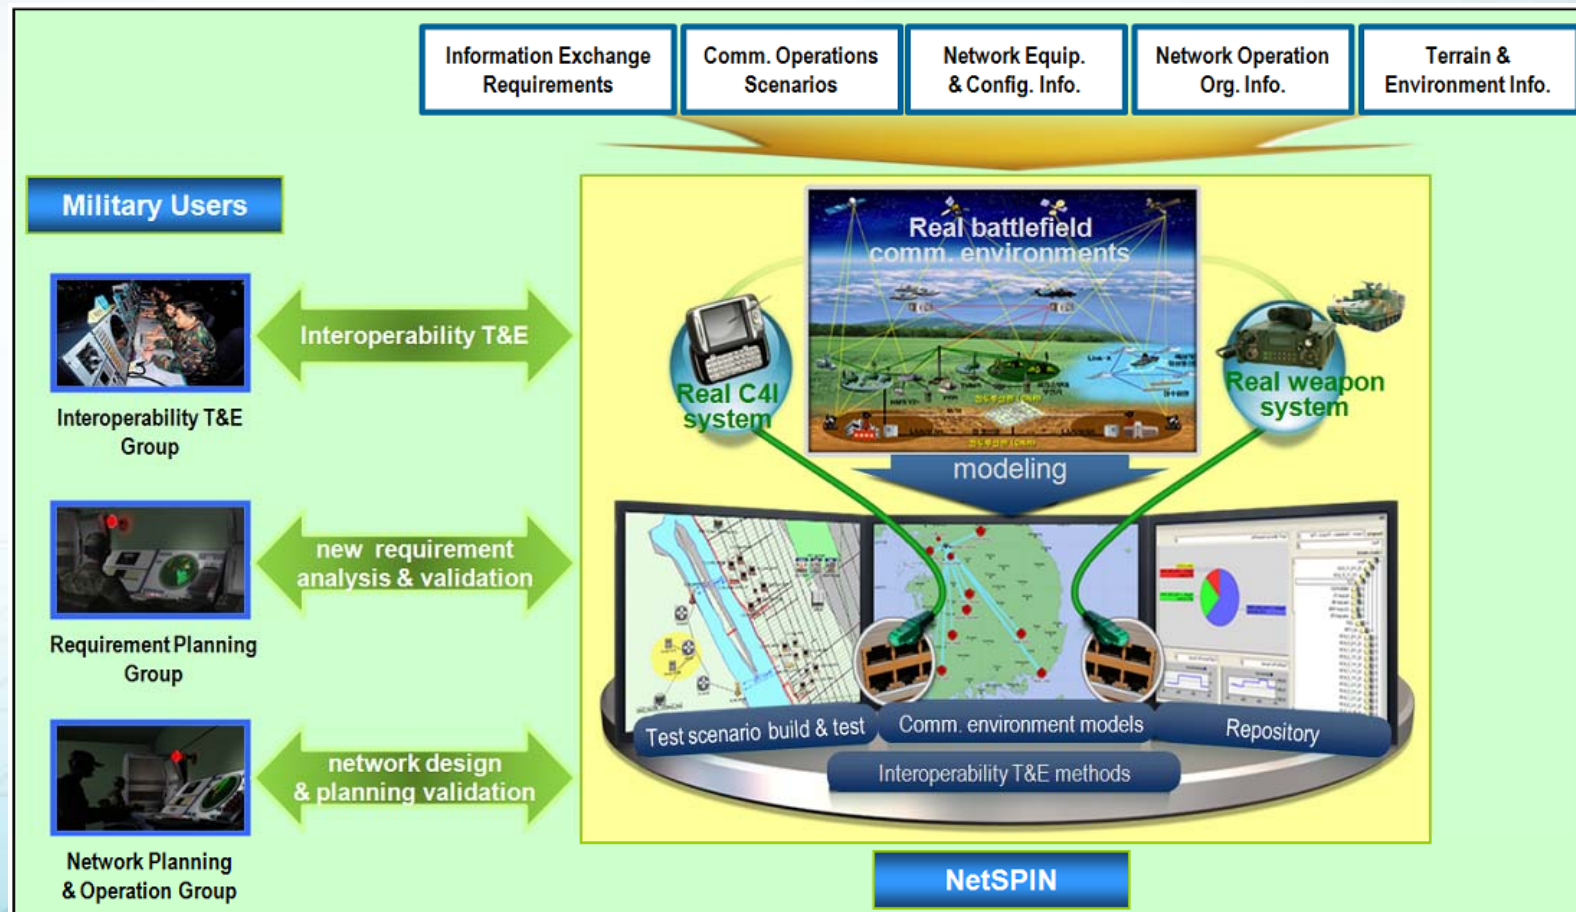 Information Exchange
Requirements
Comm. Operations
Scenarios
Network Equip.
& Config. Info.
Network Operation
Org. Info.
Terrain &
Environment Info.
Military Users
Interoperability T&E
Group
Interoperability T&E
Requirement Planning
Group
new requirement
analysis & validation
Network Planning
& Operation Group
network design
& planning validation
Real battlefield
comm. environments
Real C4I
system
Real weapon
system
Link-K
modeling
Test scenario build & test
Comm. environment models
Repository
Interoperability T&E methods
NetSPIN